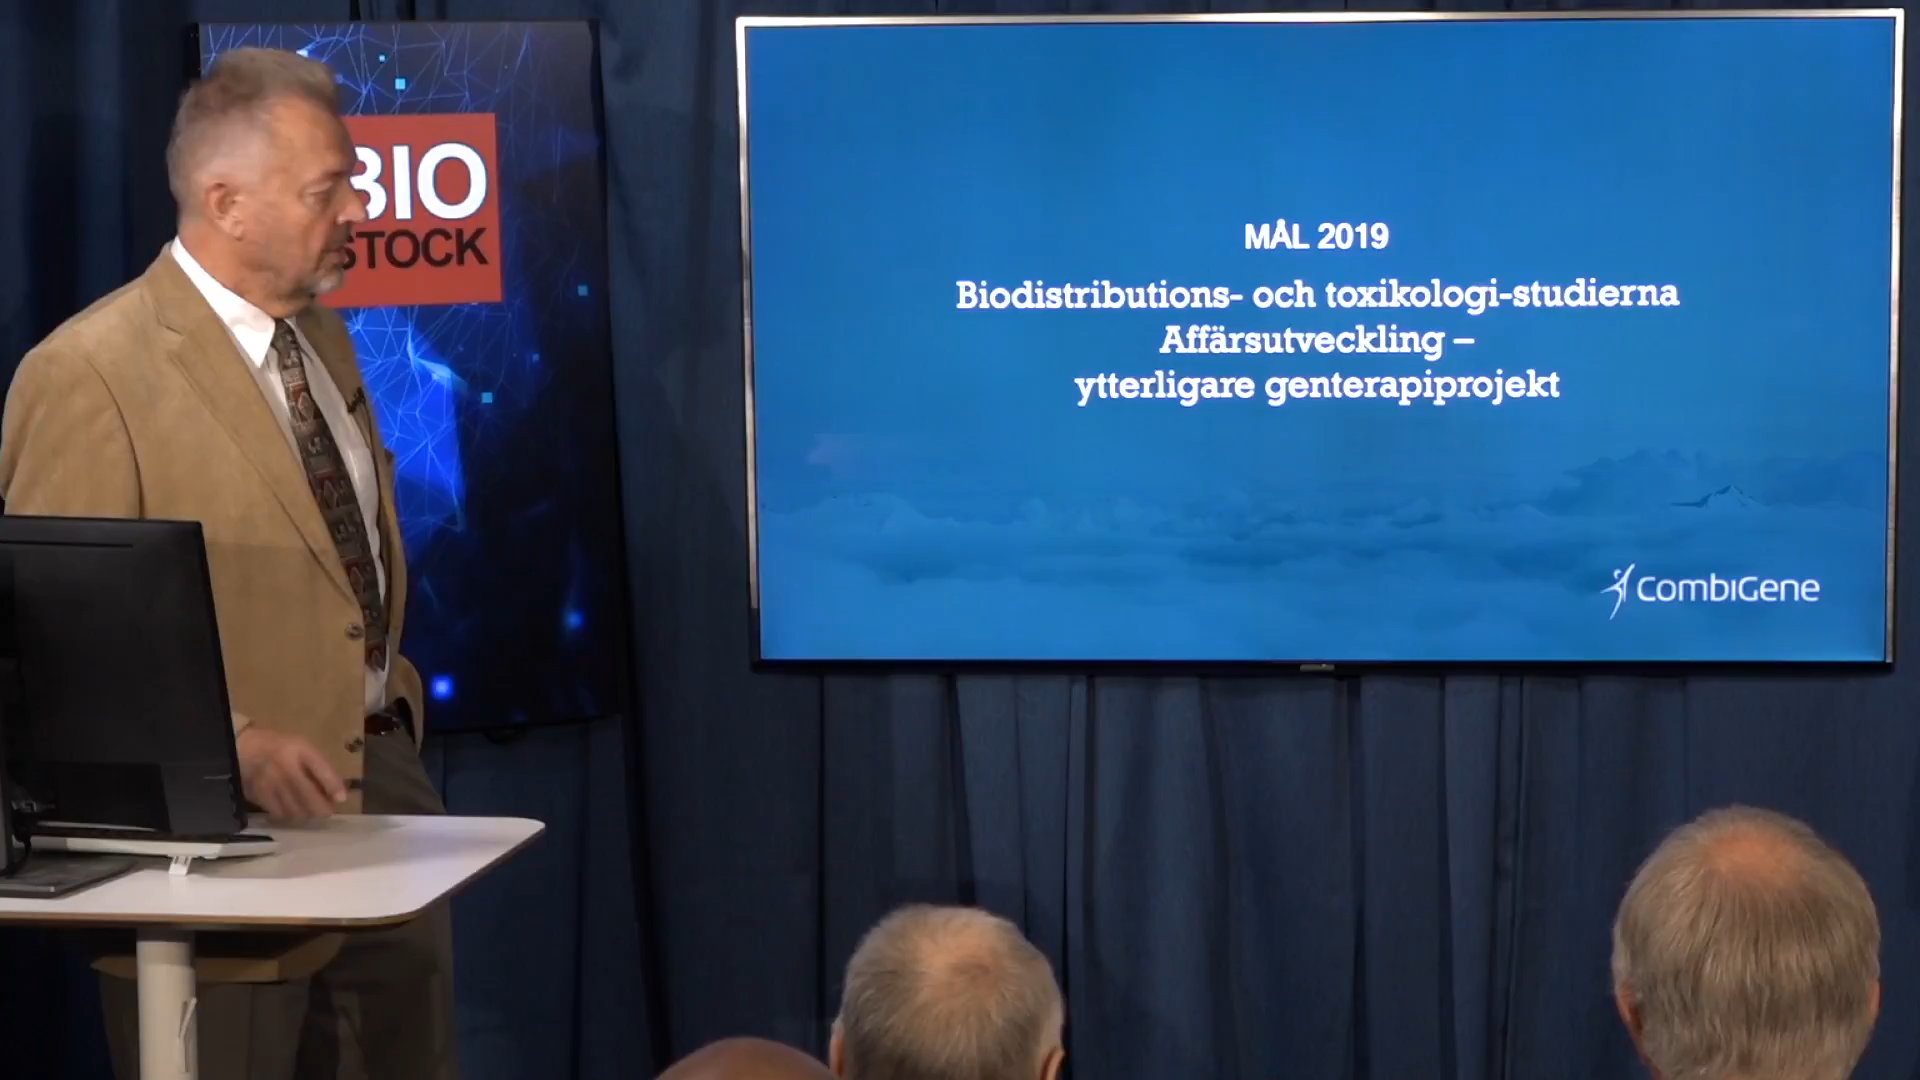 BIO
STOCK
MÅL 2019
Biodistributions- och toxikologi-studierna
Affärsutveckling –
ytterligare genterapiprojekt
CombiGene